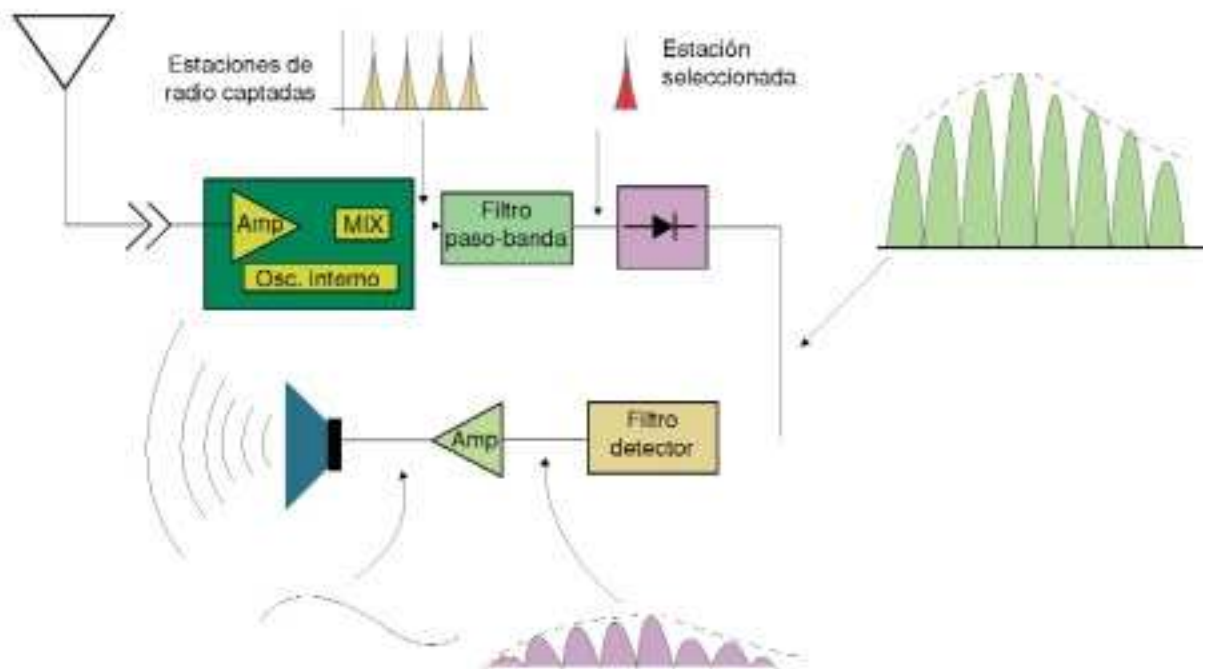 Estaciones de
radio captadas
Estación
seleccionada
Amp
MIX
Osc. interno
Filtro
paso-banda
Amp
Filtro
detector